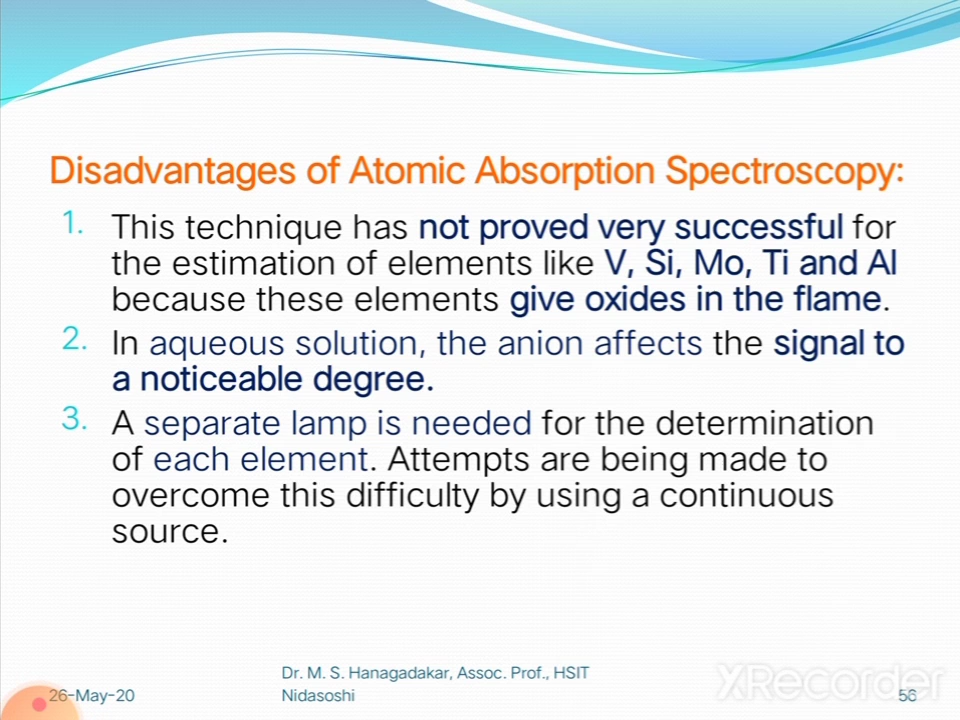 Disadvantages of Atomic Absorption Spectroscopy:
1. This technique has not proved very successful for
the estimation of elements like V, Si, Mo, Ti and Al
because these elements give oxides in the flame.
2. In aqueous solution, the anion affects the signal to
a noticeable degree.
3. A separate lamp is needed for the determination
of each element. Attempts are being made to
overcome this difficulty by using a continuous
source.
26-May-20
Dr. M. S. Hanagadakar, Assoc. Prof., HSIT
Nidasoshi
XRecorder
56